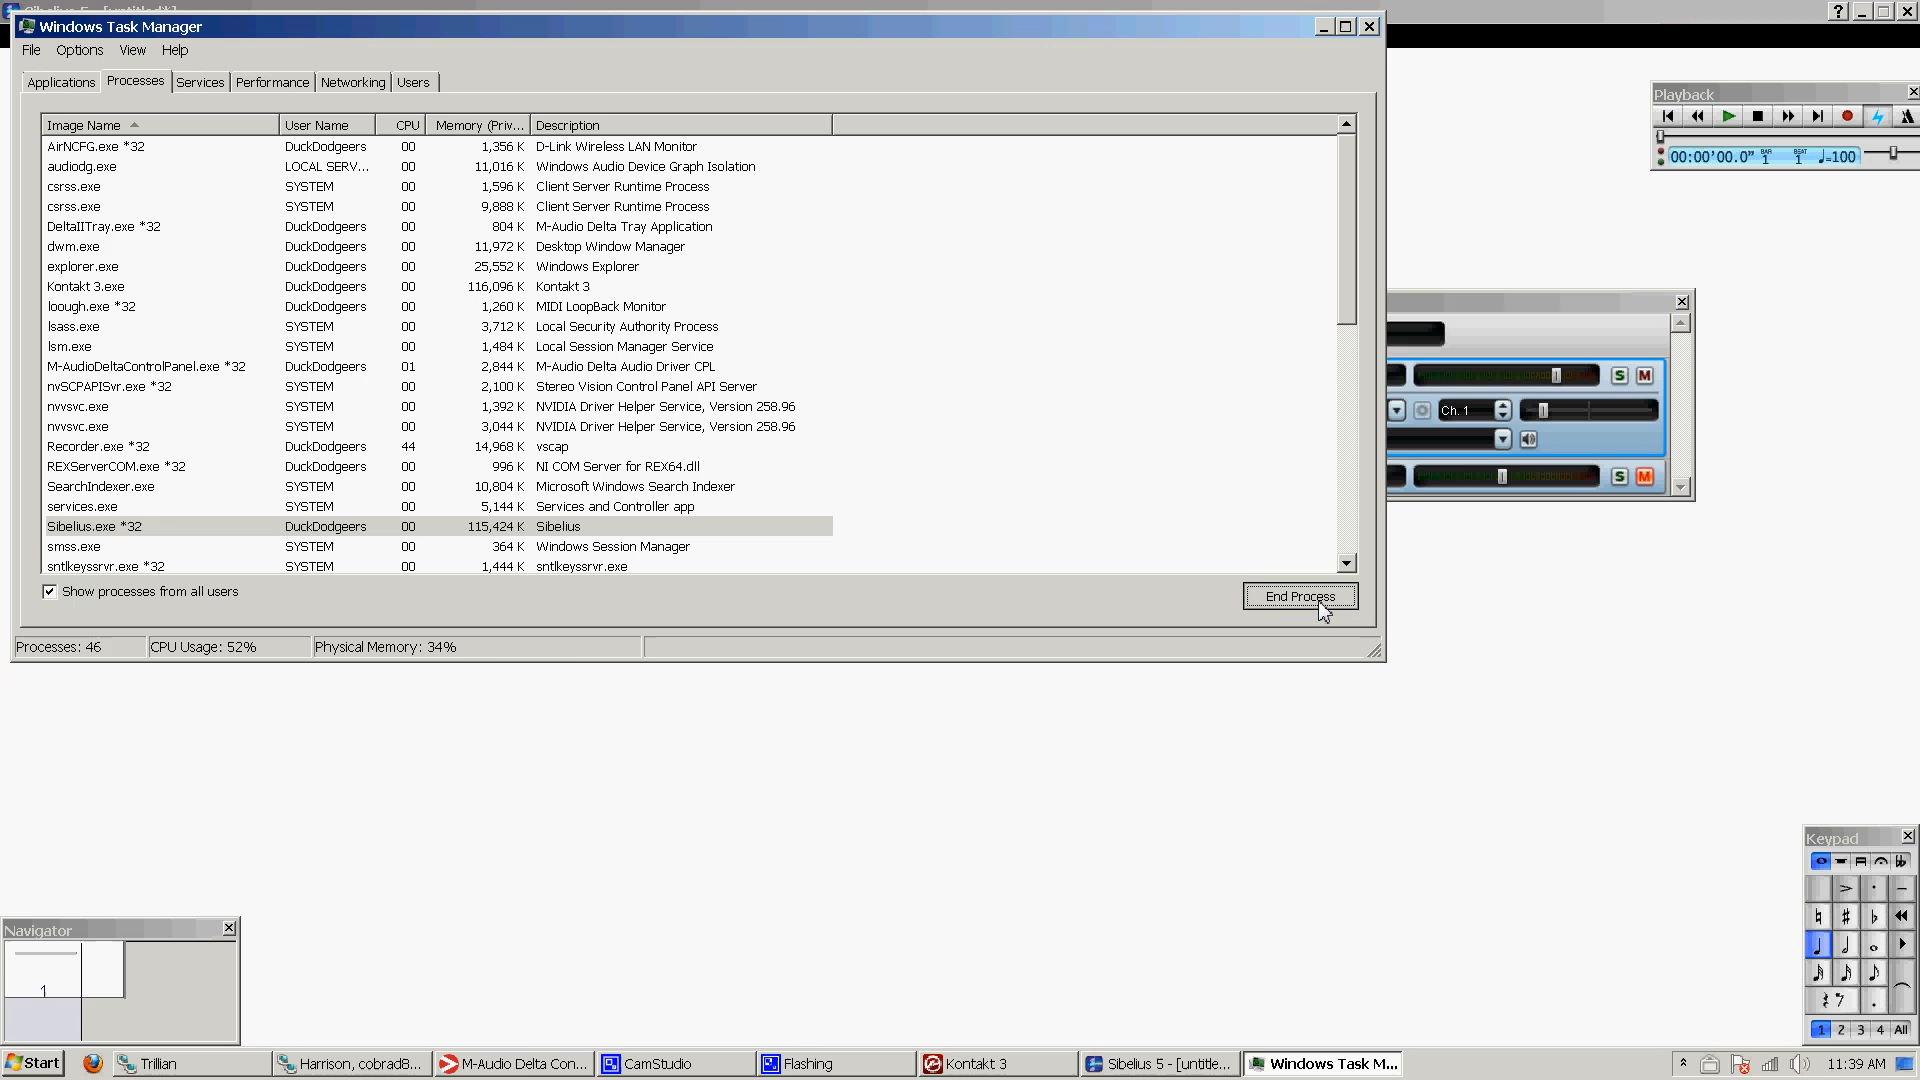 Windows Task Manager
File Options View Help
Applications Processes Services Performance Networking Users
Image Name User Name CPU Memory (Priv... Description
AirNCFG.exe *32 DuckDodgeers 00 1,356 K D-Link Wireless LAN Monitor
audiodg.exe LOCAL SERV... 00 11,016 K Windows Audio Device Graph Isolation
csrss.exe SYSTEM 00 1,596 K Client Server Runtime Process
csrss.exe SYSTEM 00 9,888 K Client Server Runtime Process
DeltaIITray.exe *32 DuckDodgeers 00 804 K M-Audio Delta Tray Application
dwm.exe DuckDodgeers 00 11,972 K Desktop Window Manager
explorer.exe DuckDodgeers 00 25,552 K Windows Explorer
Kontakt 3.exe DuckDodgeers 00 116,096 K Kontakt 3
loough.exe *32 DuckDodgeers 00 1,260 K MIDI LoopBack Monitor
lsass.exe SYSTEM 00 3,712 K Local Security Authority Process
lsm.exe SYSTEM 00 1,484 K Local Session Manager Service
M-AudioDeltaControlPanel.exe *32 DuckDodgeers 01 2,844 K M-Audio Delta Audio Driver CPL
nvSCPAPISvr.exe *32 SYSTEM 00 2,100 K Stereo Vision Control Panel API Server
nvvsvc.exe SYSTEM 00 1,392 K NVIDIA Driver Helper Service, Version 258.96
nvvsvc.exe SYSTEM 00 3,044 K NVIDIA Driver Helper Service, Version 258.96
Recorder.exe *32 DuckDodgeers 44 14,968 K vscap
REXServerCOM.exe *32 DuckDodgeers 00 996 K NI COM Server for REX64.dll
SearchIndexer.exe SYSTEM 00 10,804 K Microsoft Windows Search Indexer
services.exe SYSTEM 00 5,144 K Services and Controller app
Sibelius.exe *32 DuckDodgeers 00 115,424 K Sibelius
smss.exe SYSTEM 00 364 K Windows Session Manager
sntlkeyssrvr.exe *32 SYSTEM 00 1,444 K sntlkeyssrvr.exe
Show processes from all users
End Process
Processes: 46 CPU Usage: 52% Physical Memory: 34%
Playback
00:00'00.0" BAR 1 BEAT 1 =100
S M
Ch. 1
S M
Navigator
1
Keypad
1 2 3 4 All
Start Trillian Harrison, cobrad8... M-Audio Delta Con... CamStudio Flashing Kontakt 3 Sibelius 5 - [untitle... Windows Task M... 11:39 AM